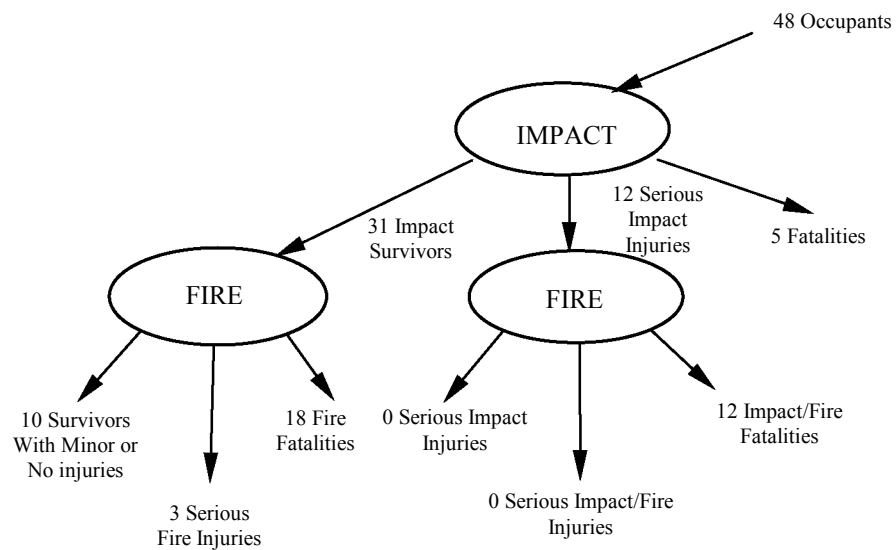 48 Occupants
IMPACT
31 Impact
Survivors
12 Serious
Impact
Injuries
5 Fatalities
FIRE
FIRE
10 Survivors
With Minor or
No injuries
3 Serious
Fire Injuries
18 Fire
Fatalities
0 Serious Impact
Injuries
0 Serious Impact/Fire
Injuries
12 Impact/Fire
Fatalities